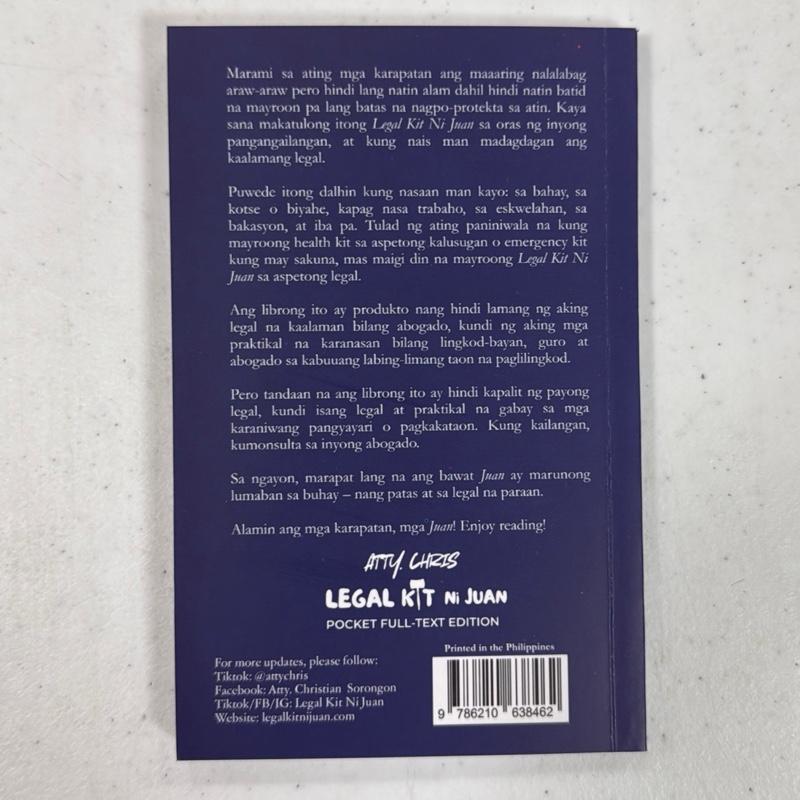 Marami sa ating mga karapatan ang maaaring nalalabag
araw-araw pero hindi lang natin alam dahil hindi natin batid
na mayroon pa lang batas na nagpo-protekta sa atin. Kaya
sana makatulong itong Legal Kit Ni Juan sa oras ng inyong
pangangailangan, at kung nais man madagdagan ang
kaalamang legal.
Puwede itong dalhin kung nasaan man kayo: sa bahay, sa
kotse o biyahe, kapag nasa trabaho, sa eskwelahan, sa
bakasyon, at iba pa. Tulad ng ating paniniwala na kung
mayroong health kit sa aspetong kalusugan o emergency kit
kung may sakuna, mas maigi din na mayroong Legal Kit Ni
Juan sa aspetong legal.
Ang librong ito ay produkto nang hindi lamang ng aking
legal na kaalaman bilang abogado, kundi ng aking mga
praktikal na karanasan bilang lingkod-bayan, guro at
abogado sa kabuuang labing-limang taon na paglilingkod.
Pero tandaan na ang librong ito ay hindi kapalit ng payong
legal, kundi isang legal at praktikal na gabay sa mga
karaniwang pangyayari o pagkakataon. Kung kailangan,
kumonsulta sa inyong abogado.
Sa ngayon, marapat lang na ang bawat Juan ay marunong
lumaban sa buhay – nang patas at sa legal na paraan.
Alamin ang mga karapatan, mga Juan! Enjoy reading!
ATTY. CHRIS
LEGAL KIT Ni JUAN
POCKET FULL-TEXT EDITION
Printed in the Philippines
For more updates, please follow:
Tiktok: @attychris
Facebook: Atty. Christian Sorongon
Tiktok/FB/IG: Legal Kit Ni Juan
Website: legalkitnijuan.com
9 786210 638462